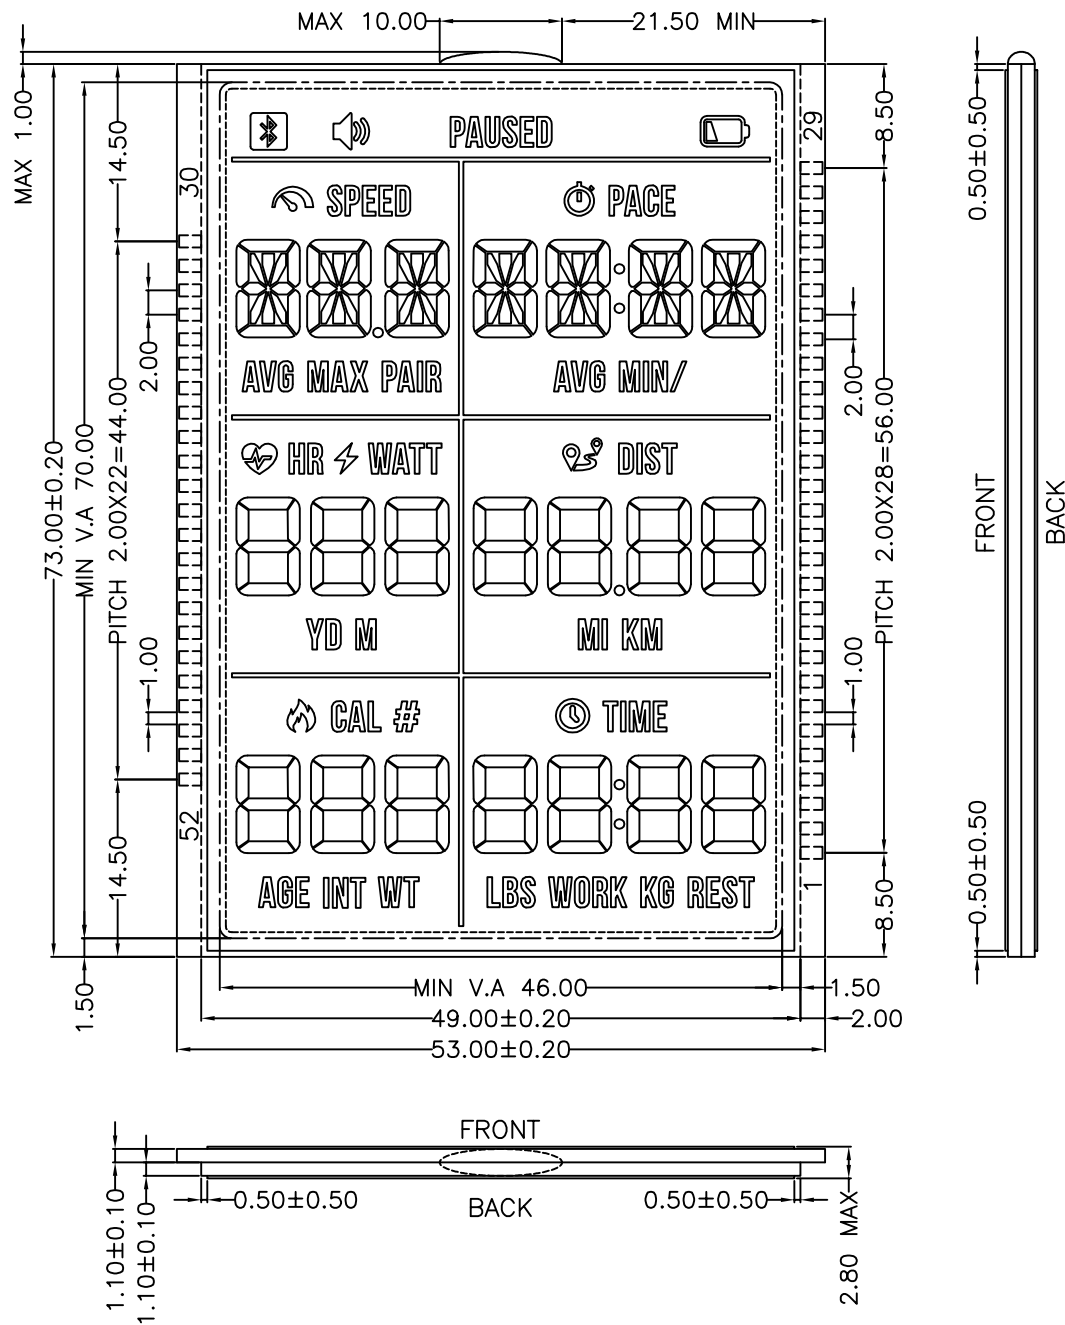 MAX 10.00
21.50 MIN
MAX 1.00
14.50
30
29
8.50
0.50±0.50
PAUSED
SPEED
PACE
2.00
2.00
AVG MAX PAIR
AVG MIN/
73.00±0.20
MIN V.A 70.00
PITCH 2.00X22=44.00
PITCH 2.00X28=56.00
HR WATT
DIST
FRONT
BACK
YD M
MI KM
1.00
1.00
CAL #
TIME
52
14.50
0.50±0.50
AGE INT WT
LBS WORK KG REST
1
8.50
1.50
MIN V.A 46.00
1.50
49.00±0.20
2.00
53.00±0.20
FRONT
1.10±0.10
1.10±0.10
0.50±0.50
BACK
0.50±0.50
2.80 MAX